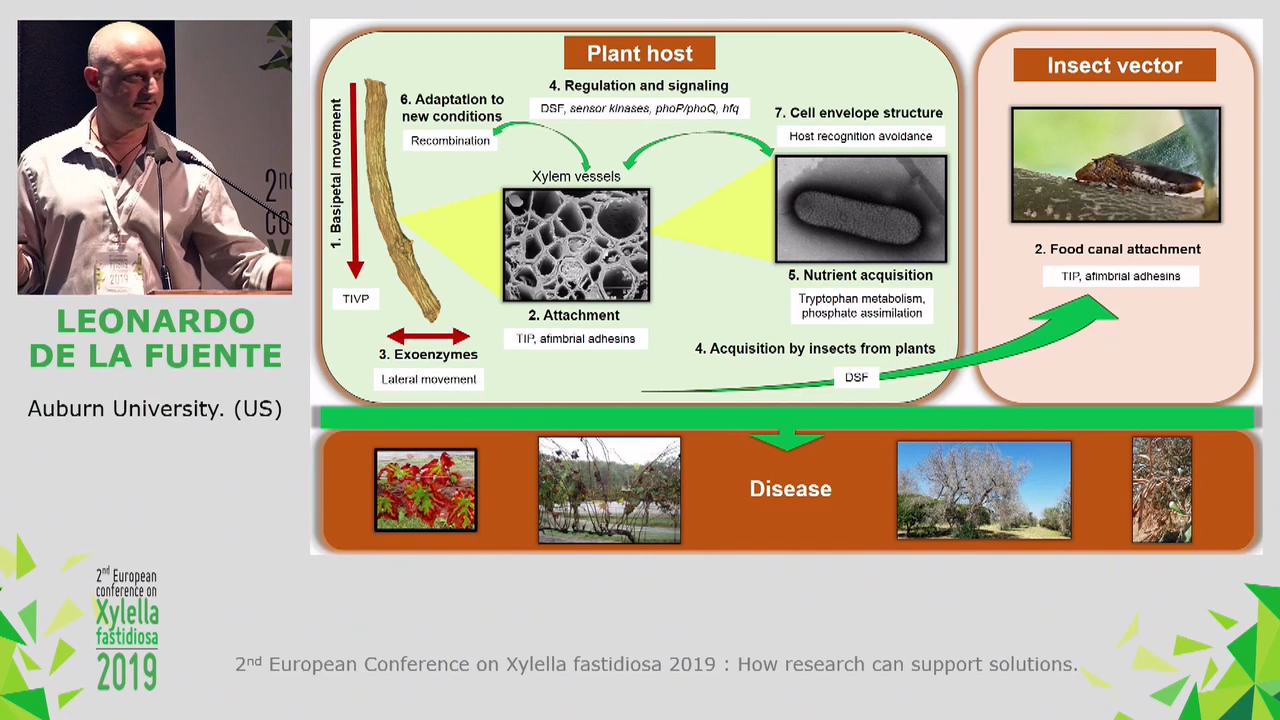 Plant host
Insect vector
1. Basipetal movement
TIVP
6. Adaptation to
new conditions
Recombination
4. Regulation and signaling
DSF, sensor kinases, phoP/phoQ, hfq
7. Cell envelope structure
Host recognition avoidance
Xylem vessels
2. Attachment
TIP, afimbrial adhesins
5. Nutrient acquisition
Tryptophan metabolism,
phosphate assimilation
3. Exoenzymes
Lateral movement
4. Acquisition by insects from plants
DSF
2. Food canal attachment
TIP, afimbrial adhesins
Disease
2nd
CO
2019
LEONARDO
DE LA FUENTE
Auburn University. (US)
2nd European
conference on
Xylella
fastidiosa
2019
2nd European Conference on Xylella fastidiosa 2019 : How research can support solutions.